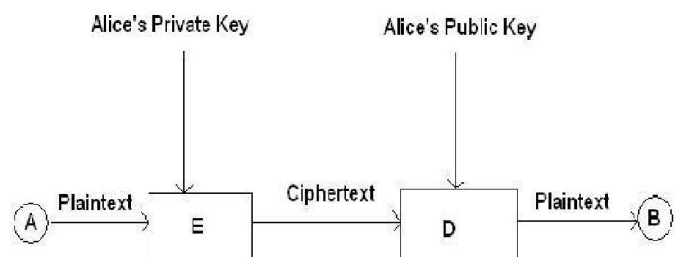 Alice's Private Key
Alice's Public Key
A
Plaintext
E
Ciphertext
D
Plaintext
B